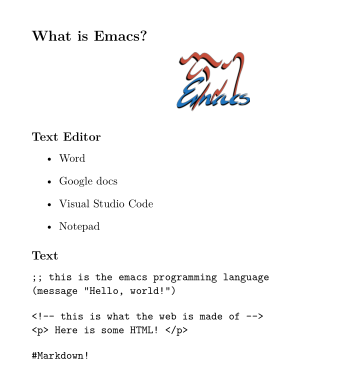 What is Emacs?
Emacs
Text Editor
• Word
• Google docs
• Visual Studio Code
• Notepad
Text
;; this is the emacs programming language
(message "Hello, world!")
<!-- this is what the web is made of -->
<p> Here is some HTML! </p>
#Markdown!